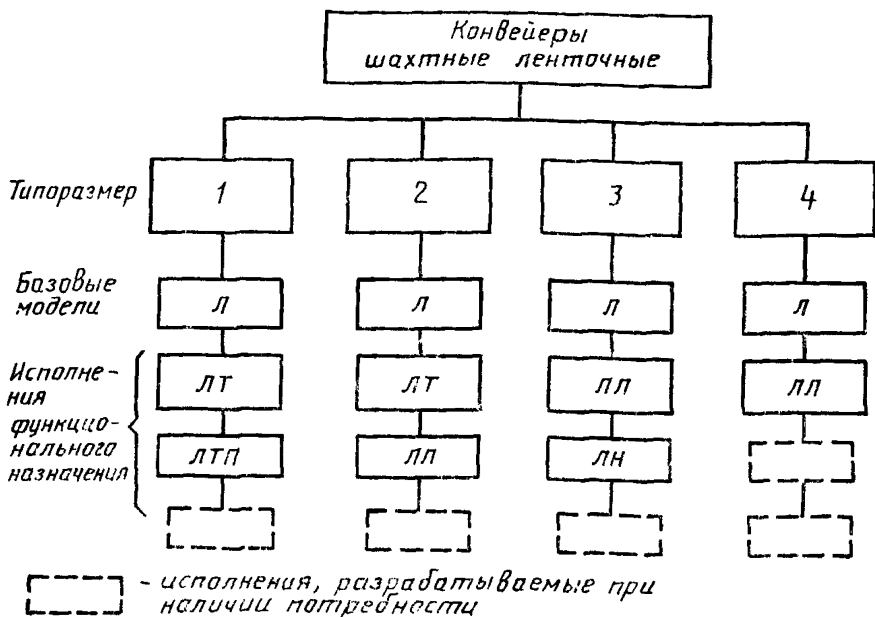 Конвейеры
шахтные ленточные
Типоразмер
1
2
3
4
Базовые
модели
Л
Л
Л
Л
Исполне-
ния
функцио-
нального
назначения
ЛТ
ЛТ
ЛЛ
ЛЛ
ЛТП
ЛЛ
ЛН
- исполнения, разрабатываемые при
наличии потребности